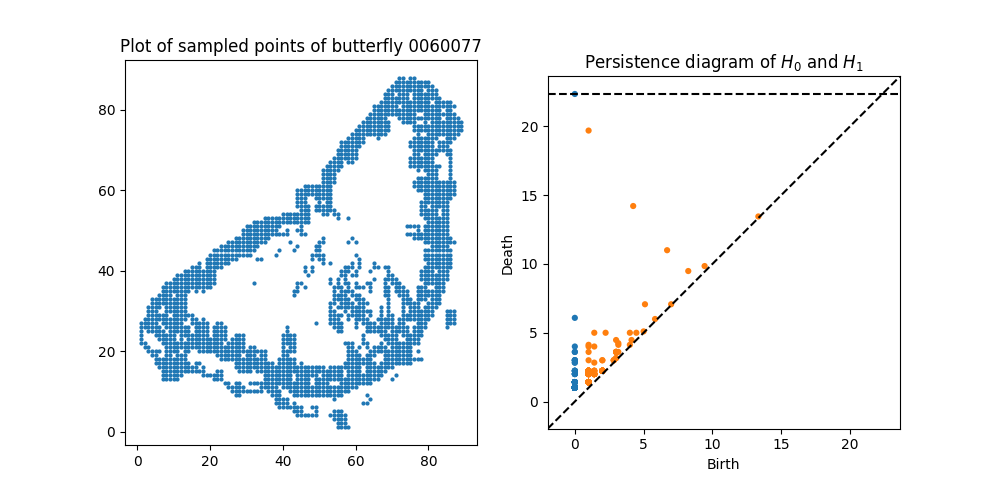 Plot of sampled points of butterfly 0060077
80
60
40
20
0
0 20 40 60 80
Persistence diagram of H₀ and H₁
20
15
10
5
0
Death
0 5 10 15 20
Birth